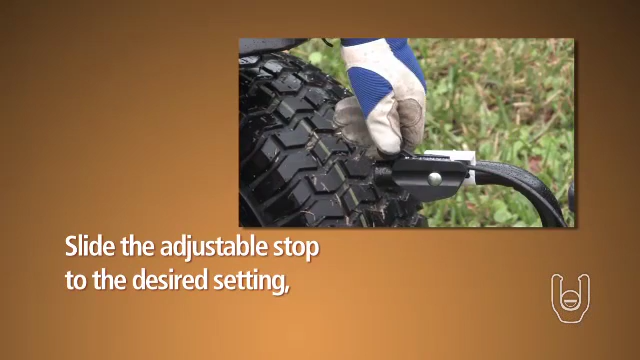 Slide the adjustable stop
to the desired setting,